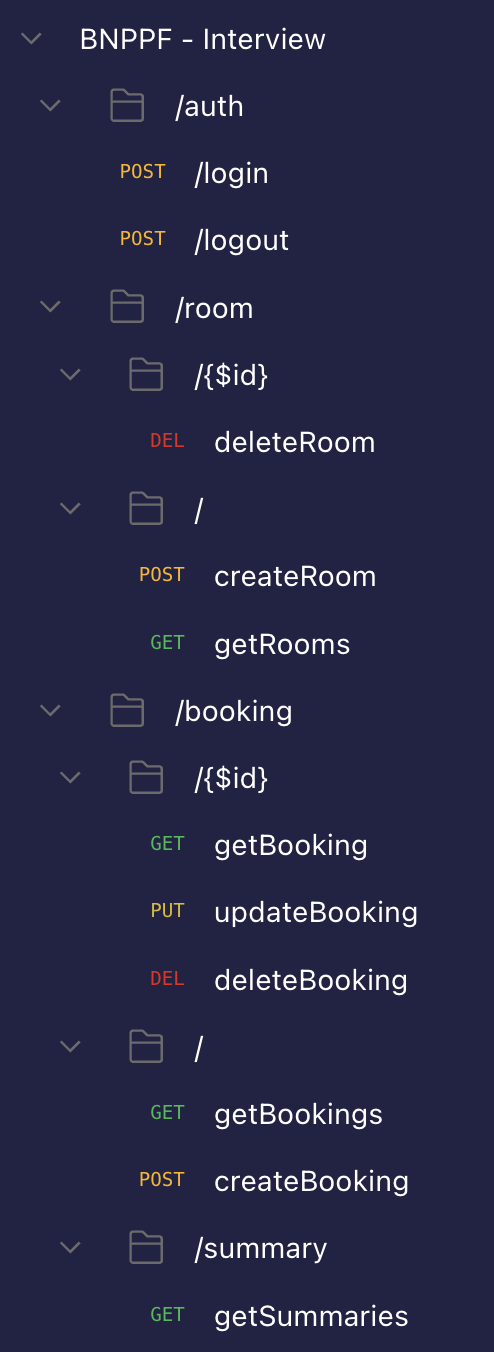 BNPPF - Interview
/auth
POST /login
POST /logout
/room
/{$id}
DEL deleteRoom
/
POST createRoom
GET getRooms
/booking
/{$id}
GET getBooking
PUT updateBooking
DEL deleteBooking
/
GET getBookings
POST createBooking
/summary
GET getSummaries